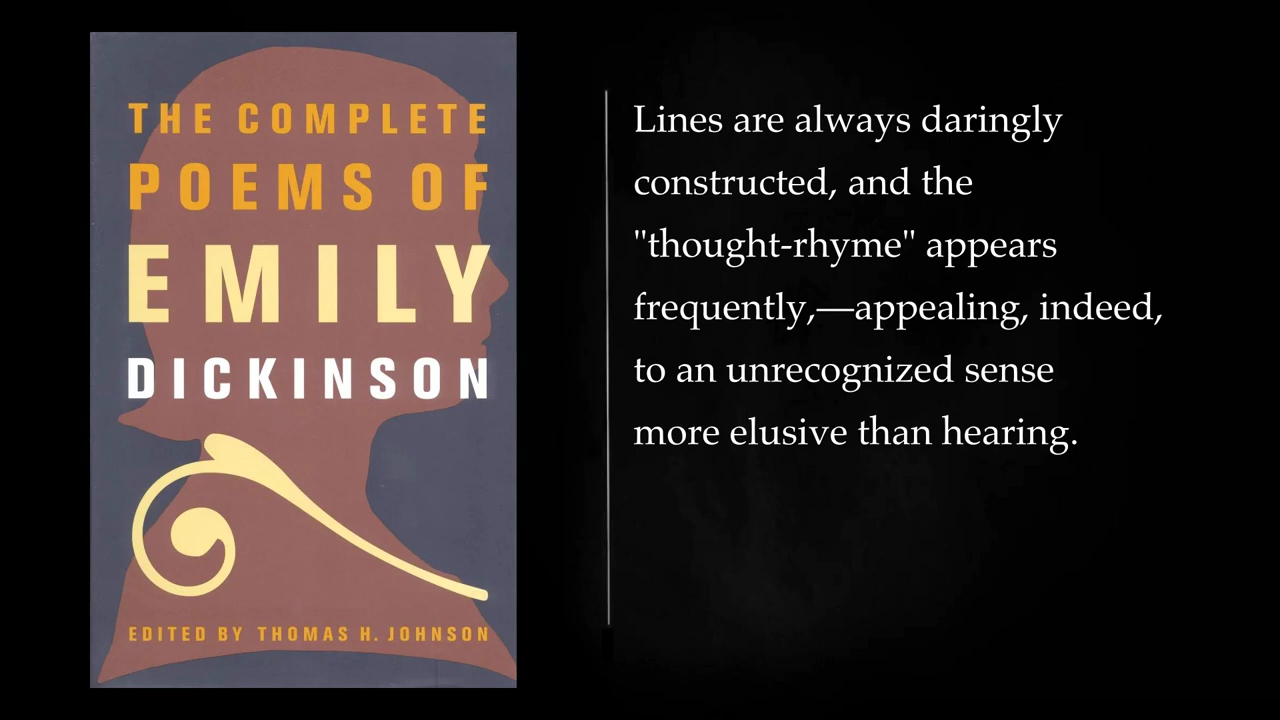 THE COMPLETE
POEMS OF
EMILY
DICKINSON
EDITED BY THOMAS H. JOHNSON
Lines are always daringly
constructed, and the
"thought-rhyme" appears
frequently,—appealing, indeed,
to an unrecognized sense
more elusive than hearing.